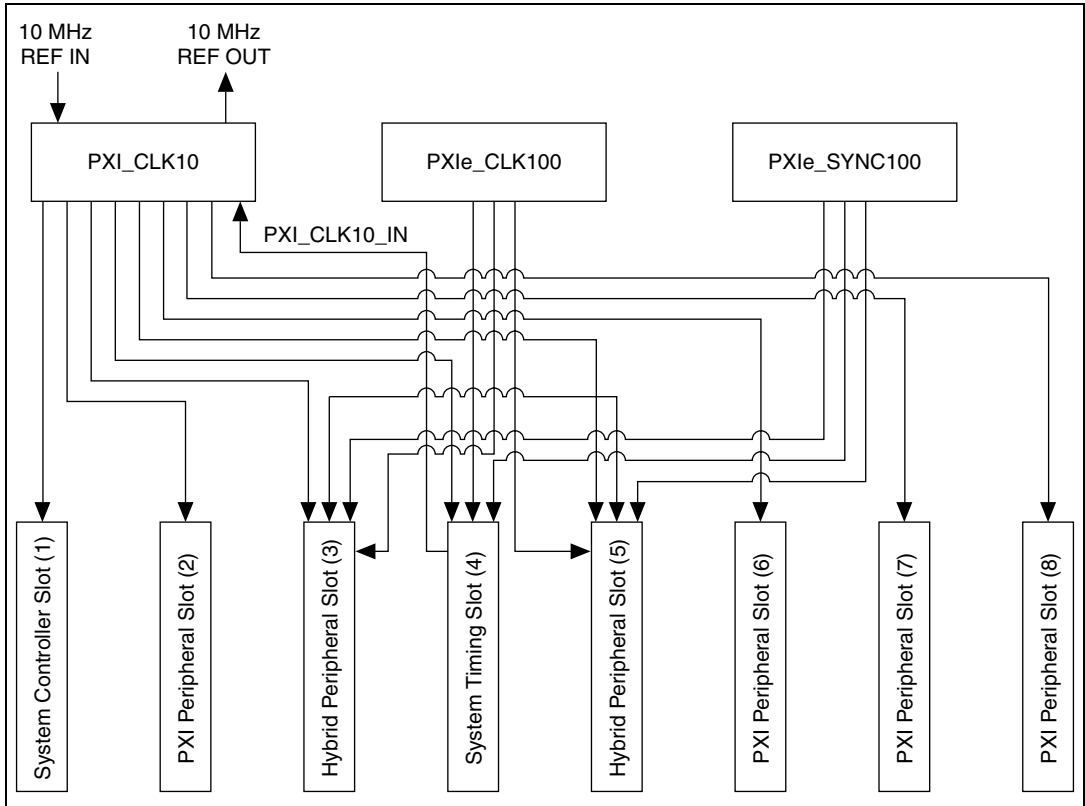 10 MHz
REF IN
10 MHz
REF OUT
PXI_CLK10
PXIe_CLK100
PXIe_SYNC100
PXI_CLK10_IN
System Controller Slot (1)
PXI Peripheral Slot (2)
Hybrid Peripheral Slot (3)
System Timing Slot (4)
Hybrid Peripheral Slot (5)
PXI Peripheral Slot (6)
PXI Peripheral Slot (7)
PXI Peripheral Slot (8)